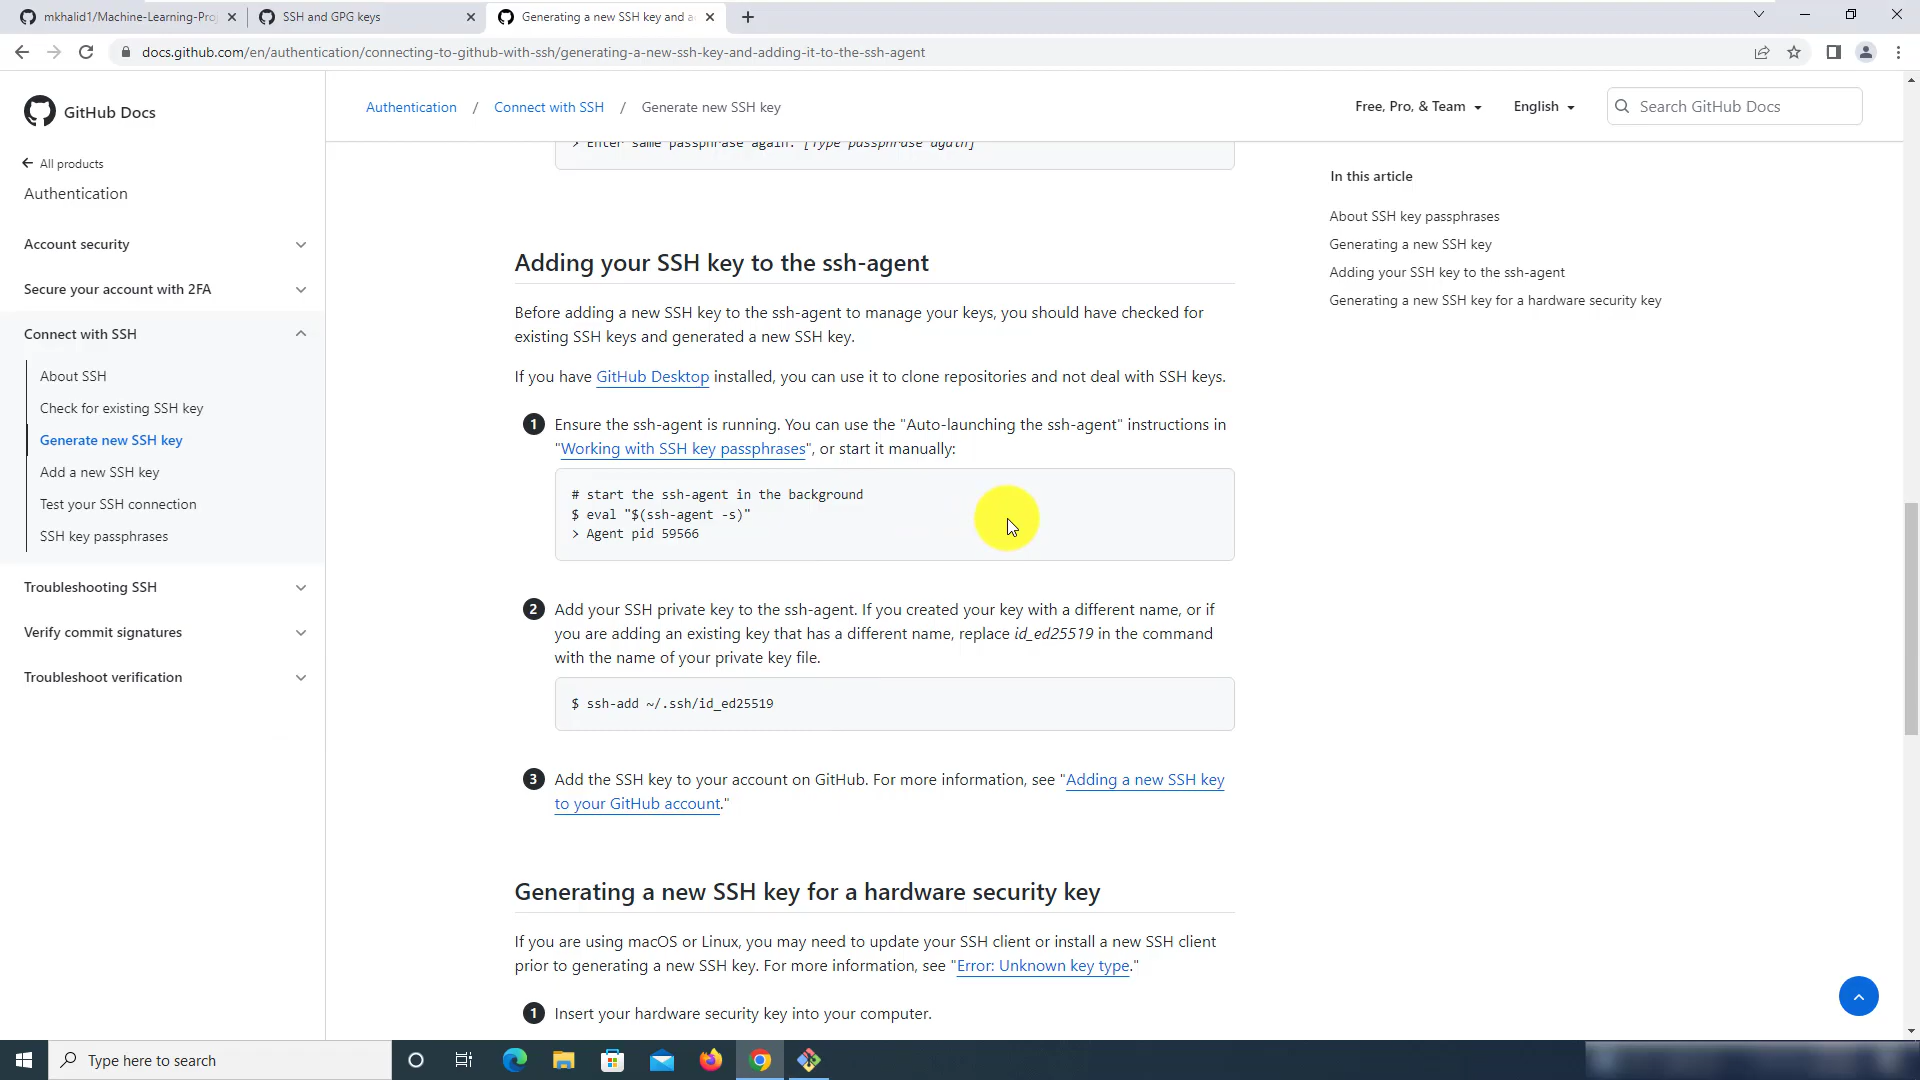 mkhalid1/Machine-Learning-Pro
SSH and GPG keys
Generating a new SSH key and a
docs.github.com/en/authentication/connecting-to-github-with-ssh/generating-a-new-ssh-key-and-adding-it-to-the-ssh-agent
GitHub Docs
All products
Authentication
Account security
Secure your account with 2FA
Connect with SSH
About SSH
Check for existing SSH key
Generate new SSH key
Add a new SSH key
Test your SSH connection
SSH key passphrases
Troubleshooting SSH
Verify commit signatures
Troubleshoot verification
Authentication / Connect with SSH / Generate new SSH key
Free, Pro, & Team
English
Search GitHub Docs
> Enter same passphrase again: [Type passphrase again]
Adding your SSH key to the ssh-agent
Before adding a new SSH key to the ssh-agent to manage your keys, you should have checked for
existing SSH keys and generated a new SSH key.
If you have GitHub Desktop installed, you can use it to clone repositories and not deal with SSH keys.
1 Ensure the ssh-agent is running. You can use the "Auto-launching the ssh-agent" instructions in
"Working with SSH key passphrases", or start it manually:
# start the ssh-agent in the background
$ eval "$(ssh-agent -s)"
> Agent pid 59566
2 Add your SSH private key to the ssh-agent. If you created your key with a different name, or if
you are adding an existing key that has a different name, replace id_ed25519 in the command
with the name of your private key file.
$ ssh-add ~/.ssh/id_ed25519
3 Add the SSH key to your account on GitHub. For more information, see "Adding a new SSH key
to your GitHub account."
Generating a new SSH key for a hardware security key
If you are using macOS or Linux, you may need to update your SSH client or install a new SSH client
prior to generating a new SSH key. For more information, see "Error: Unknown key type."
1 Insert your hardware security key into your computer.
In this article
About SSH key passphrases
Generating a new SSH key
Adding your SSH key to the ssh-agent
Generating a new SSH key for a hardware security key
Type here to search